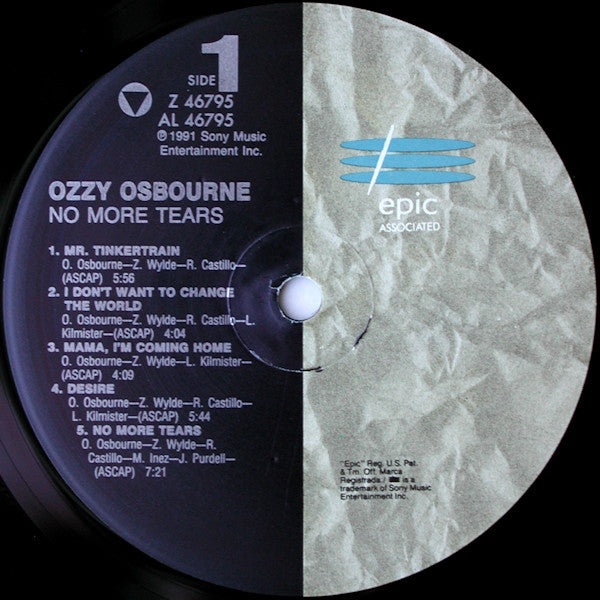 SIDE 1
Z 46795
AL 46795
℗ 1991 Sony Music
Entertainment Inc.
OZZY OSBOURNE
NO MORE TEARS
1. MR. TINKERTRAIN
O. Osbourne—Z. Wylde—R. Castillo—
(ASCAP) 5:56
2. I DON'T WANT TO CHANGE
THE WORLD
O. Osbourne—Z. Wylde—R. Castillo—L.
Kilmister—(ASCAP) 4:04
3. MAMA, I'M COMING HOME
O. Osbourne—Z. Wylde—L. Kilmister—
(ASCAP) 4:09
4. DESIRE
O. Osbourne—Z. Wylde—R. Castillo—
L. Kilmister—(ASCAP) 5:44
5. NO MORE TEARS
O. Osbourne—Z. Wylde—R.
Castillo—M. Inez—J. Purdell—
(ASCAP) 7:21
epic
ASSOCIATED
"Epic" Reg. U.S. Pat.
& Tm. Off. Marca
Registrada./ is a
trademark of Sony Music
Entertainment Inc.